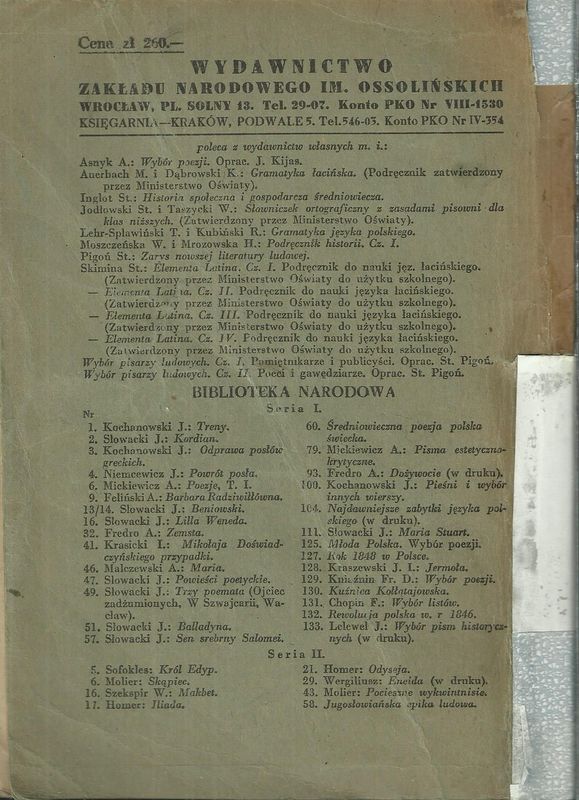 Cena zł 260.—
WYDAWNICTWO
ZAKŁADU NARODOWEGO IM. OSSOLIŃSKICH
WROCŁAW, PL. SOLNY 13. Tel. 29-07. Konto PKO Nr VIII-1530
KSIĘGARNIA—KRAKÓW, PODWALE 5. Tel. 546-03. Konto PKO Nr IV-354
poleca z wydawnictw własnych m. i.:
Asnyk A.: Wybór poezji. Oprac. J. Kijas.
Auerbach M. i Dąbrowski K.: Gramatyka łacińska. (Podręcznik zatwierdzony
przez Ministerstwo Oświaty).
Inglot St.: Historia społeczna i gospodarcza średniowiecza.
Jodłowski St. i Taszycki W.: Słowniczek ortograficzny z zasadami pisowni dla
klas niższych. (Zatwierdzony przez Ministerstwo Oświaty).
Lehr-Spławiński T. i Kubiński R.: Gramatyka języka polskiego.
Moszczeńska W. i Mrozowska H.: Podręcznik historii. Cz. I.
Pigoń St.: Zarys nowszej literatury ludowej.
Skimina St.: Elementa Latina. Cz. I. Podręcznik do nauki jęz. łacińskiego.
(Zatwierdzony przez Ministerstwo Oświaty do użytku szkolnego).
— Elementa Latina. Cz. II. Podręcznik do nauki języka łacińskiego.
(Zatwierdzony przez Ministerstwo Oświaty do użytku szkolnego).
— Elementa Latina. Cz. III. Podręcznik do nauki języka łacińskiego.
(Zatwierdzony przez Ministerstwo Oświaty do użytku szkolnego).
— Elementa Latina. Cz. IV. Podręcznik do nauki języka łacińskiego.
(Zatwierdzony przez Ministerstwo Oświaty do użytku szkolnego).
Wybór pisarzy ludowych. Cz. I. Pamiętnikarze i publicyści. Oprac. St. Pigoń.
Wybór pisarzy ludowych. Cz. II. Poeci i gawędziarze. Oprac. St. Pigoń.
BIBLIOTEKA NARODOWA
Seria I.
Nr
1. Kochanowski J.: Treny.
2. Słowacki J.: Kordian.
3. Kochanowski J.: Odprawa posłów
greckich.
4. Niemcewicz J.: Powrót posła.
6. Mickiewicz A.: Poezje, T. I.
9. Feliński A.: Barbara Radziwiłłówna.
13/14. Słowacki J.: Beniowski.
16. Słowacki J.: Lilla Weneda.
32. Fredro A.: Zemsta.
41. Krasicki I.: Mikołaja Doświad-
czyńskiego przypadki.
46. Malczewski A.: Maria.
47. Słowacki J.: Powieści poetyckie.
49. Słowacki J.: Trzy poemata (Ojciec
zadżumionych, W Szwajcarii, Wa-
cław).
51. Słowacki J.: Balladyna.
57. Słowacki J.: Sen srebrny Salomei.
60. Średniowieczna poezja polska
świecka.
79. Mickiewicz A.: Pisma estetyczno-
krytyczne.
93. Fredro A.: Dożywocie (w druku).
100. Kochanowski J.: Pieśni i wybór
innych wierszy.
104. Najdawniejsze zabytki języka pol-
skiego (w druku).
111. Słowacki J.: Maria Stuart.
125. Młoda Polska. Wybór poezji.
127. Rok 1848 w Polsce.
128. Kraszewski J. I.: Jermoła.
129. Kniaźnin Fr. D.: Wybór poezji.
130. Kuźnica Kołłątajowska.
131. Chopin F.: Wybór listów.
132. Rewolucja polska w. r 1846.
133. Lelewel J.: Wybór pism historycz-
nych (w druku).
Seria II.
5. Sofokles: Król Edyp.
6. Molier: Skąpiec.
16. Szekspir W.: Makbet.
17. Homer: Iliada.
21. Homer: Odyseja.
29. Wergiliusz: Eneida (w druku).
43. Molier: Pocieszne wykwintnisie.
58. Jugosłowiańska epika ludowa.